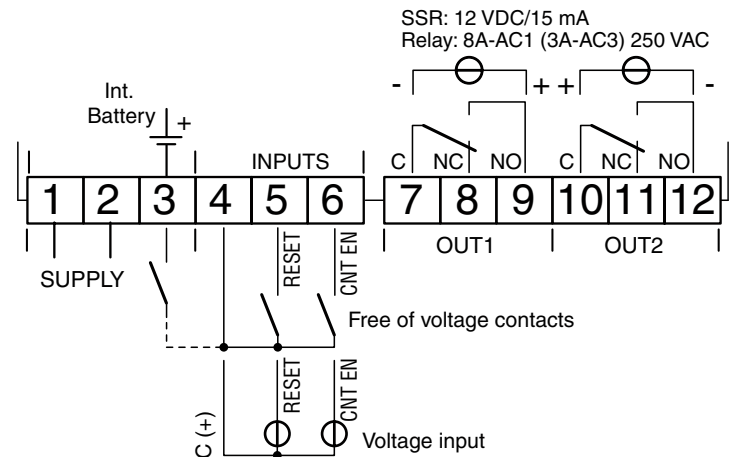 SSR: 12 VDC/15 mA
Relay: 8A-AC1 (3A-AC3) 250 VAC
- + + -
Int.
Battery +
INPUTS C NC NO C NC NO
1 2 3 4 5 6 7 8 9 10 11 12
SUPPLY RESET CNT EN OUT1 OUT2
Free of voltage contacts
C (+) RESET CNT EN
Voltage input